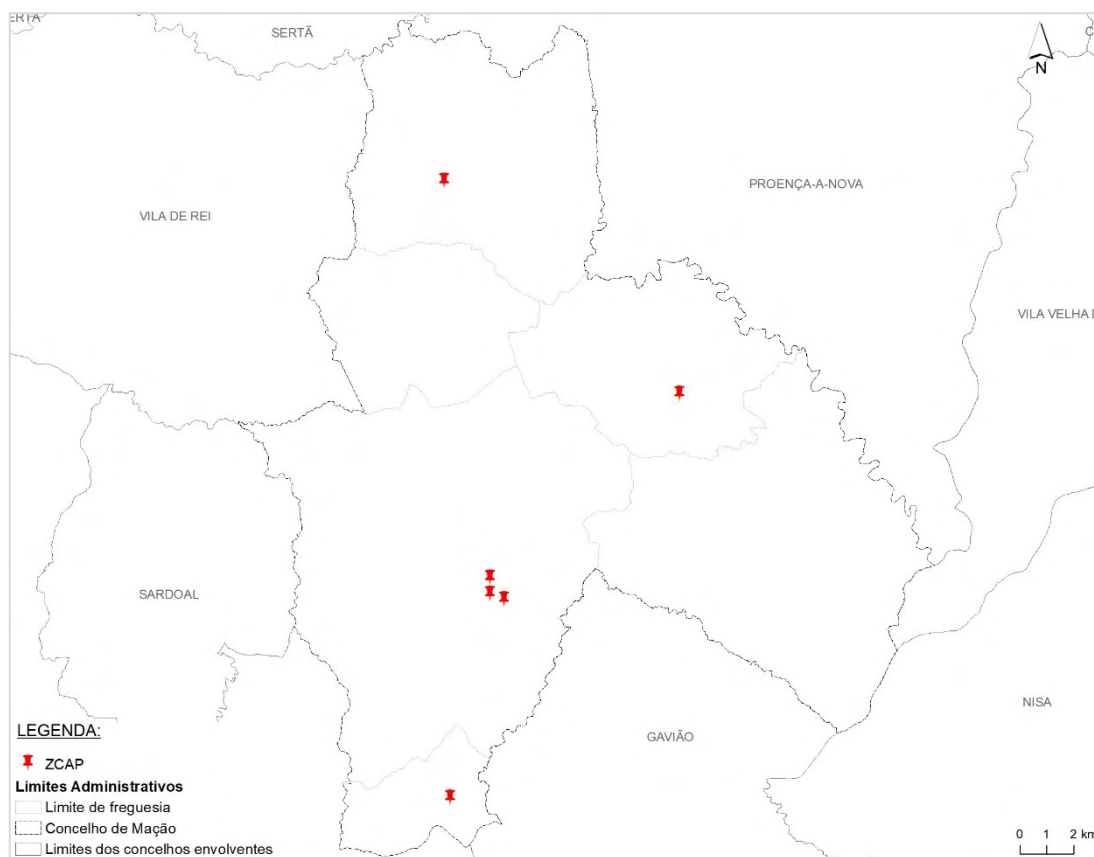 SERTÃ
N
PROENÇA-A-NOVA
VILA DE REI
VILA VELHA D
SARDOAL
NISA
GAVIÃO
LEGENDA:
ZCAP
Limites Administrativos
Limite de freguesia
Concelho de Mação
Limites dos concelhos envolventes
0 1 2 km